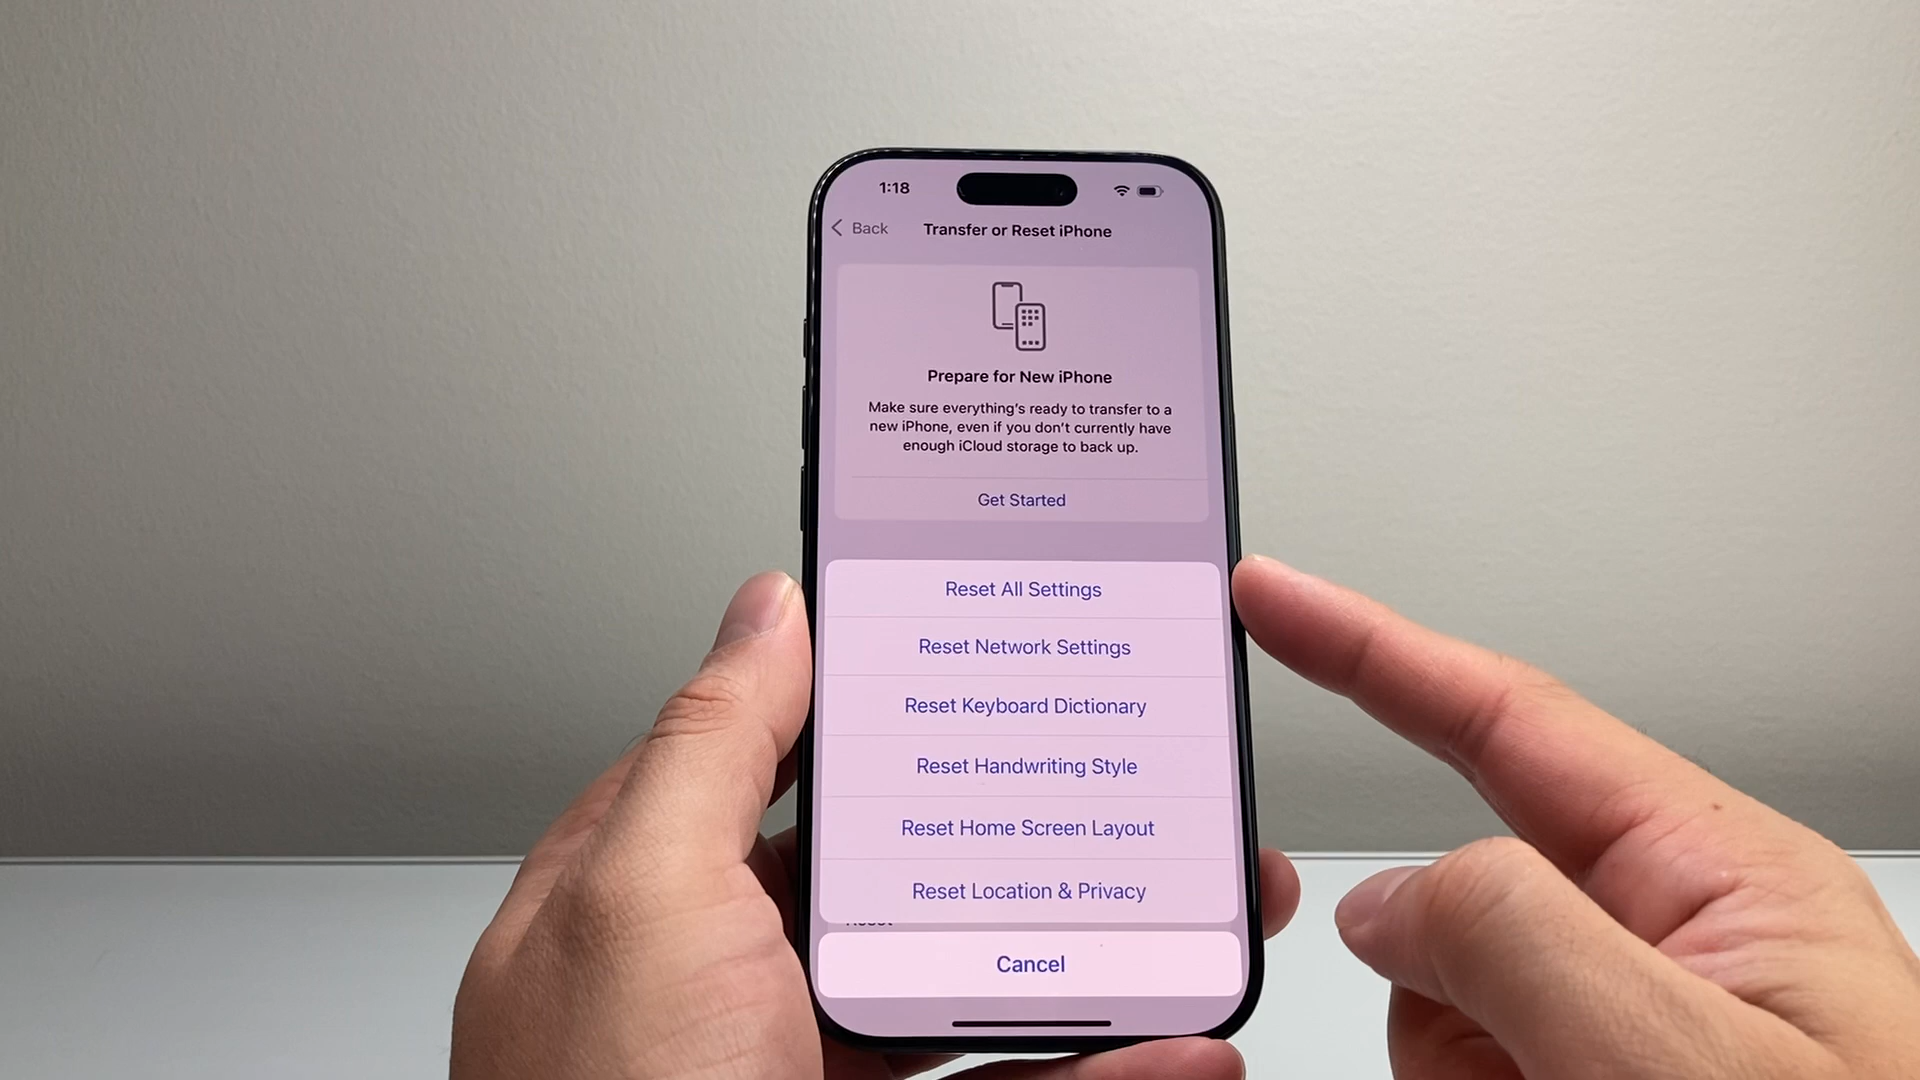 1:18
Back
Transfer or Reset iPhone
Prepare for New iPhone
Make sure everything's ready to transfer to a
new iPhone, even if you don't currently have
enough iCloud storage to back up.
Get Started
Reset All Settings
Reset Network Settings
Reset Keyboard Dictionary
Reset Handwriting Style
Reset Home Screen Layout
Reset Location & Privacy
Reset
Cancel